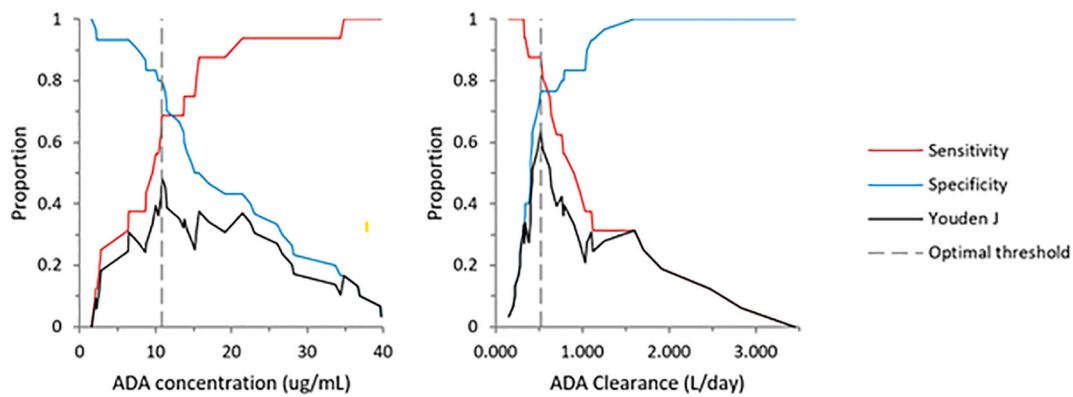 1
0.8
0.6
0.4
0.2
0
Proportion
0 10 20 30 40
ADA concentration (ug/mL)
1
0.8
0.6
0.4
0.2
0
Proportion
0.000 1.000 2.000 3.000
ADA Clearance (L/day)
Sensitivity
Specificity
Youden J
Optimal threshold